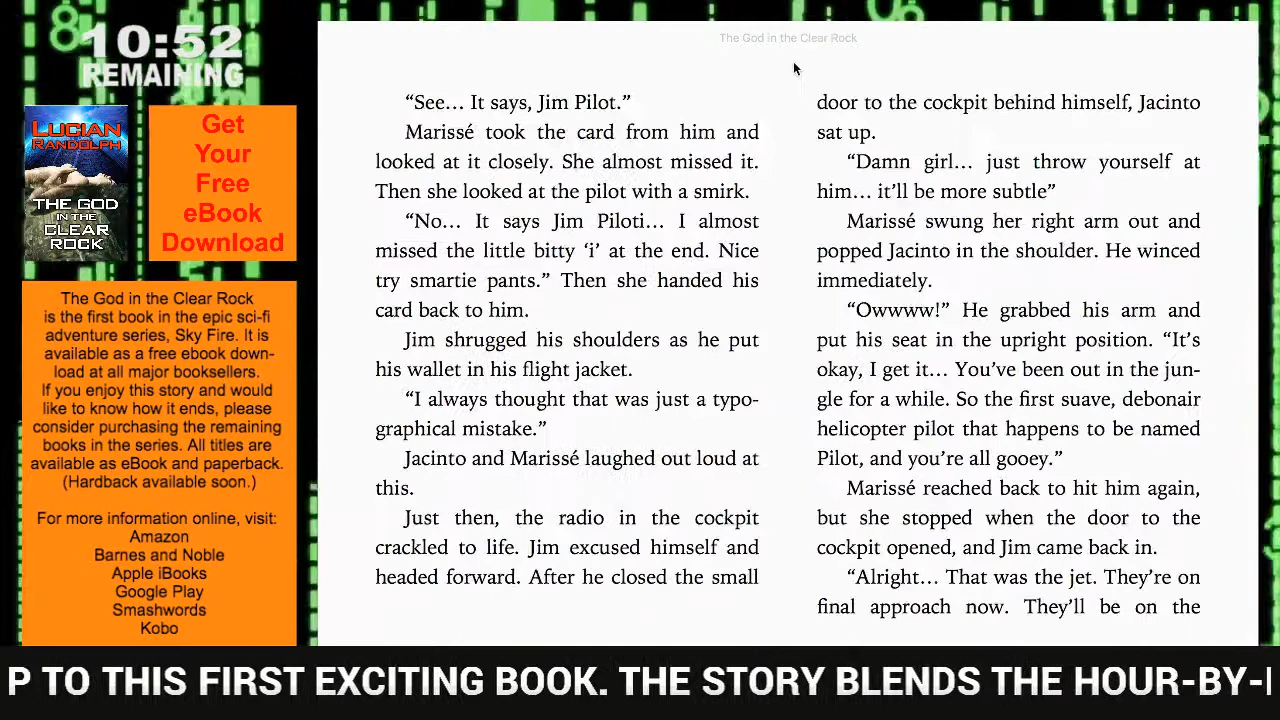 10:52
REMAINING
LUCIAN
RANDOLPH
THE GOD
IN THE
CLEAR
ROCK
Get
Your
Free
eBook
Download
The God in the Clear Rock
is the first book in the epic sci-fi
adventure series, Sky Fire. It is
available as a free ebook down-
load at all major booksellers.
If you enjoy this story and would
like to know how it ends, please
consider purchasing the remaining
books in the series. All titles are
available as eBook and paperback.
(Hardback available soon.)
For more information online, visit:
Amazon
Barnes and Noble
Apple iBooks
Google Play
Smashwords
Kobo
The God in the Clear Rock
“See… It says, Jim Pilot.”
Marissé took the card from him and
looked at it closely. She almost missed it.
Then she looked at the pilot with a smirk.
“No… It says Jim Piloti… I almost
missed the little bitty ‘i’ at the end. Nice
try smartie pants.” Then she handed his
card back to him.
Jim shrugged his shoulders as he put
his wallet in his flight jacket.
“I always thought that was just a typo-
graphical mistake.”
Jacinto and Marissé laughed out loud at
this.
Just then, the radio in the cockpit
crackled to life. Jim excused himself and
headed forward. After he closed the small
door to the cockpit behind himself, Jacinto
sat up.
“Damn girl… just throw yourself at
him… it’ll be more subtle”
Marissé swung her right arm out and
popped Jacinto in the shoulder. He winced
immediately.
“Owwww!” He grabbed his arm and
put his seat in the upright position. “It’s
okay, I get it… You’ve been out in the jun-
gle for a while. So the first suave, debonair
helicopter pilot that happens to be named
Pilot, and you’re all gooey.”
Marissé reached back to hit him again,
but she stopped when the door to the
cockpit opened, and Jim came back in.
“Alright… That was the jet. They’re on
final approach now. They’ll be on the
P TO THIS FIRST EXCITING BOOK. THE STORY BLENDS THE HOUR-BY-